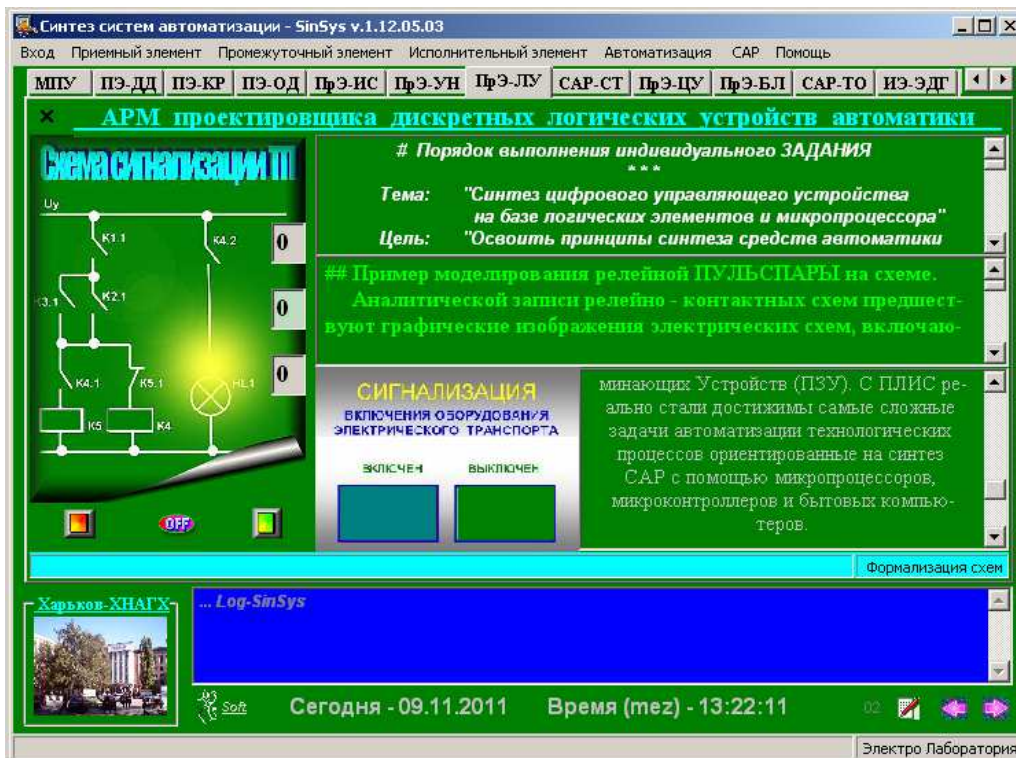 Синтез систем автоматизации - SinSys v.1.12.05.03
Вход Приемный элемент Промежуточный элемент Исполнительный элемент Автоматизация САР Помощь
МПУ ПЭ-ДД ПЭ-КР ПЭ-ОД ПрЭ-ИС ПрЭ-УН ПрЭ-ЛУ САР-СТ ПрЭ-ЦУ ПрЭ-БЛ САР-ТО ИЭ-ЭДГ
АРМ проектировщика дискретных логических устройств автоматики
Схема сигнализации ТП
Uy
K1.1
K4.2
0
K3.1
K2.1
0
K4.1
K5.1
HL1
0
K5
K4
OFF
# Порядок выполнения индивидуального ЗАДАНИЯ
* * *
Тема: "Синтез цифрового управляющего устройства
на базе логических элементов и микропроцессора"
Цель: "Освоить принципы синтеза средств автоматики
## Пример моделирования релейной ПУЛЬСПАРЫ на схеме.
Аналитической записи релейно - контактных схем предшест-
вуют графические изображения электрических схем, включаю-
СИГНАЛИЗАЦИЯ
ВКЛЮЧЕНИЯ ОБОРУДОВАНИЯ
ЭЛЕКТРИЧЕСКОГО ТРАНСПОРТА
ВКЛЮЧЕН ВЫКЛЮЧЕН
минающих Устройств (ПЗУ). С ПЛИС ре-
ально стали достижимы самые сложные
задачи автоматизации технологических
процессов ориентированные на синтез
САР с помощью микропроцессоров,
микроконтроллеров и бытовых компью-
теров.
Формализация схем
Харьков-ХНАГХ
... Log-SinSys
Soft
Сегодня - 09.11.2011 Время (mez) - 13:22:11
02
Электро Лаборатория